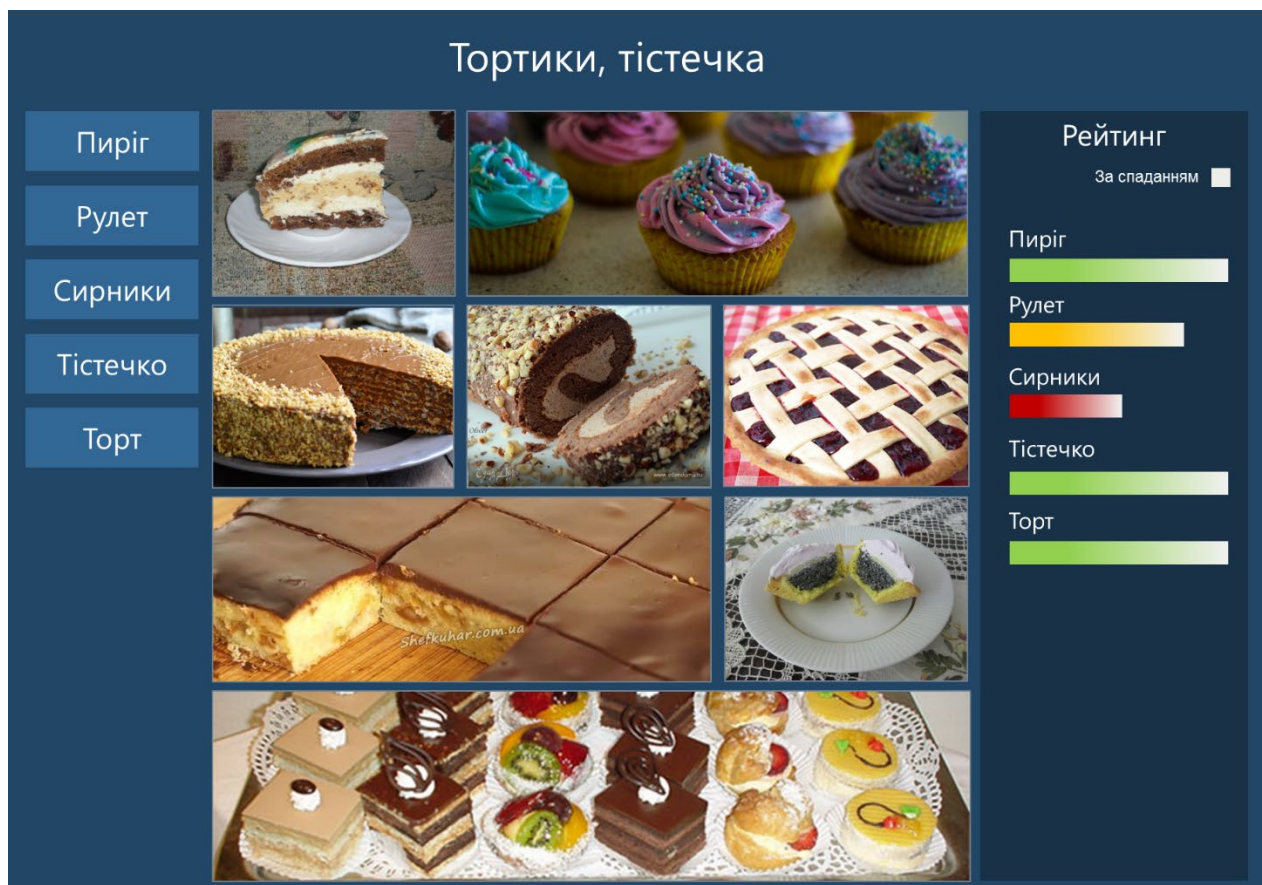 Тортики, тістечка
Пиріг
Рулет
Сирники
Тістечко
Торт
Shefkuhar.com.ua
Рейтинг
За спаданням
Пиріг
Рулет
Сирники
Тістечко
Торт